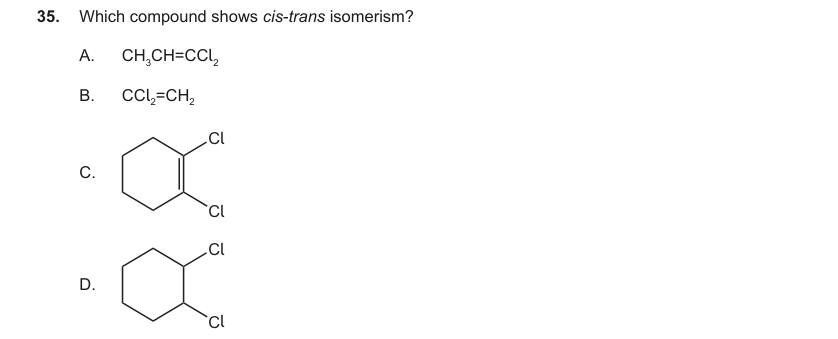 35. Which compound shows cis-trans isomerism?
A. CH₃CH=CCl₂
B. CCl₂=CH₂
Cl
C.
Cl
Cl
D.
Cl